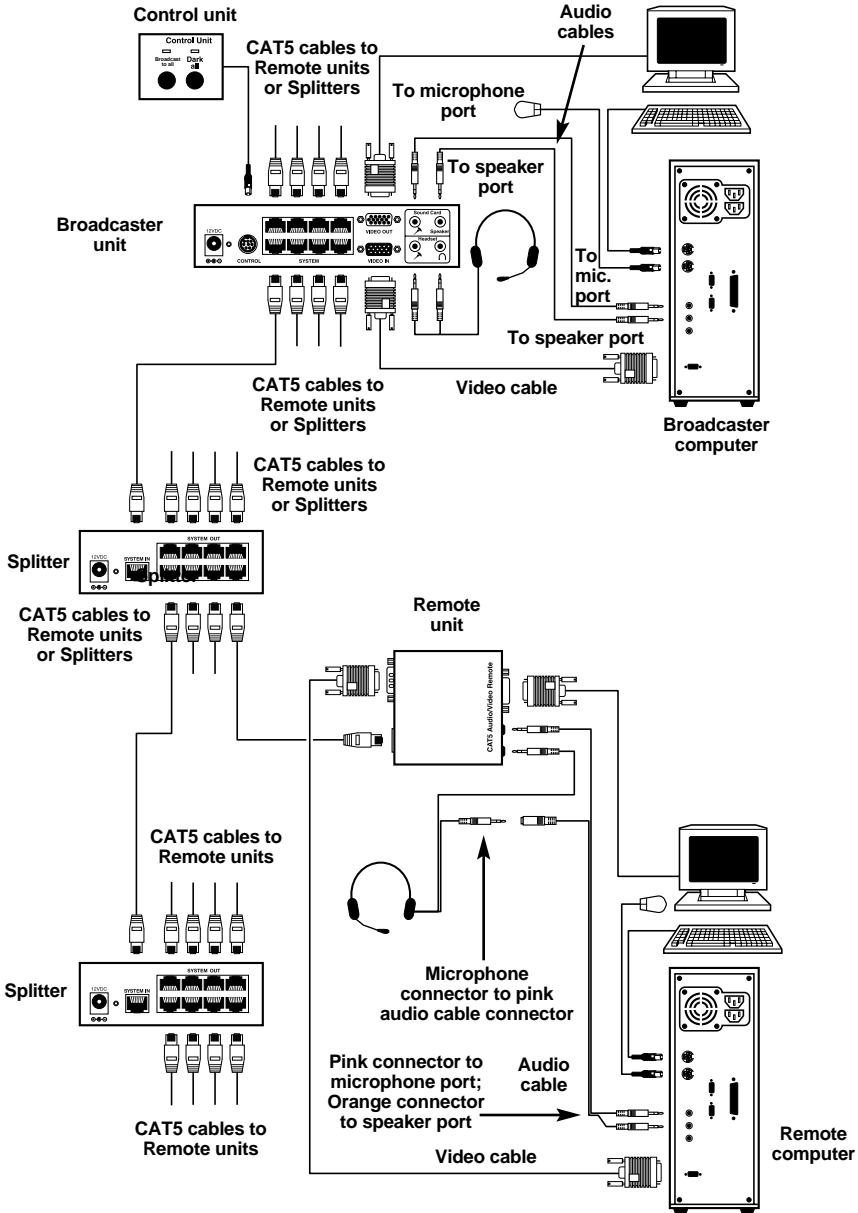 Control unit
Control Unit
Broadcast
to all
Dark
all
CAT5 cables to
Remote units
or Splitters
Audio
cables
To microphone
port
To speaker
port
Broadcaster
unit
12VDC
CONTROL
SYSTEM
VIDEO OUT
VIDEO IN
Sound Card
Speaker
Headset
To
mic.
port
To speaker port
Video cable
CAT5 cables to
Remote units
or Splitters
Broadcaster
computer
CAT5 cables to
Remote units
or Splitters
Splitter
12VDC
SYSTEM IN
SYSTEM OUT
Splitter
CAT5 cables to
Remote units
or Splitters
Remote
unit
CAT5 Audio/Video Remote
CAT5 cables to
Remote units
Splitter
12VDC
SYSTEM IN
SYSTEM OUT
Microphone
connector to pink
audio cable connector
Pink connector to
microphone port;
Orange connector
to speaker port
Audio
cable
CAT5 cables to
Remote units
Video cable
Remote
computer